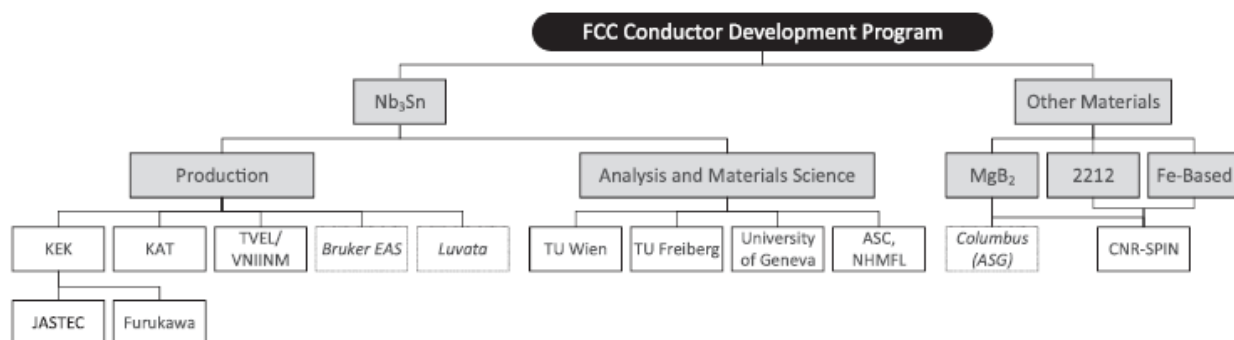 FCC Conductor Development Program
Nb₃Sn
Other Materials
Production
Analysis and Materials Science
MgB₂
2212
Fe-Based
KEK
KAT
TVEL/
VNIINM
Bruker EAS
Luvata
TU Wien
TU Freiberg
University
of Geneva
ASC,
NHMFL
Columbus
(ASG)
CNR-SPIN
JASTEC
Furukawa